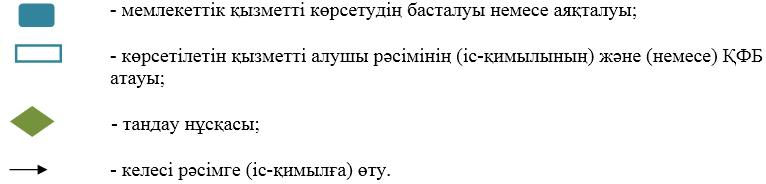 - мемлекеттік қызметті көрсетудің басталуы немесе аяқталуы;
- көрсетілетін қызметті алушы рәсімінің (іс-қимылының) және (немесе) ҚФБ
атауы;
- тандау нұсқасы;
- келесі рәсімге (іс-қимылға) өту.